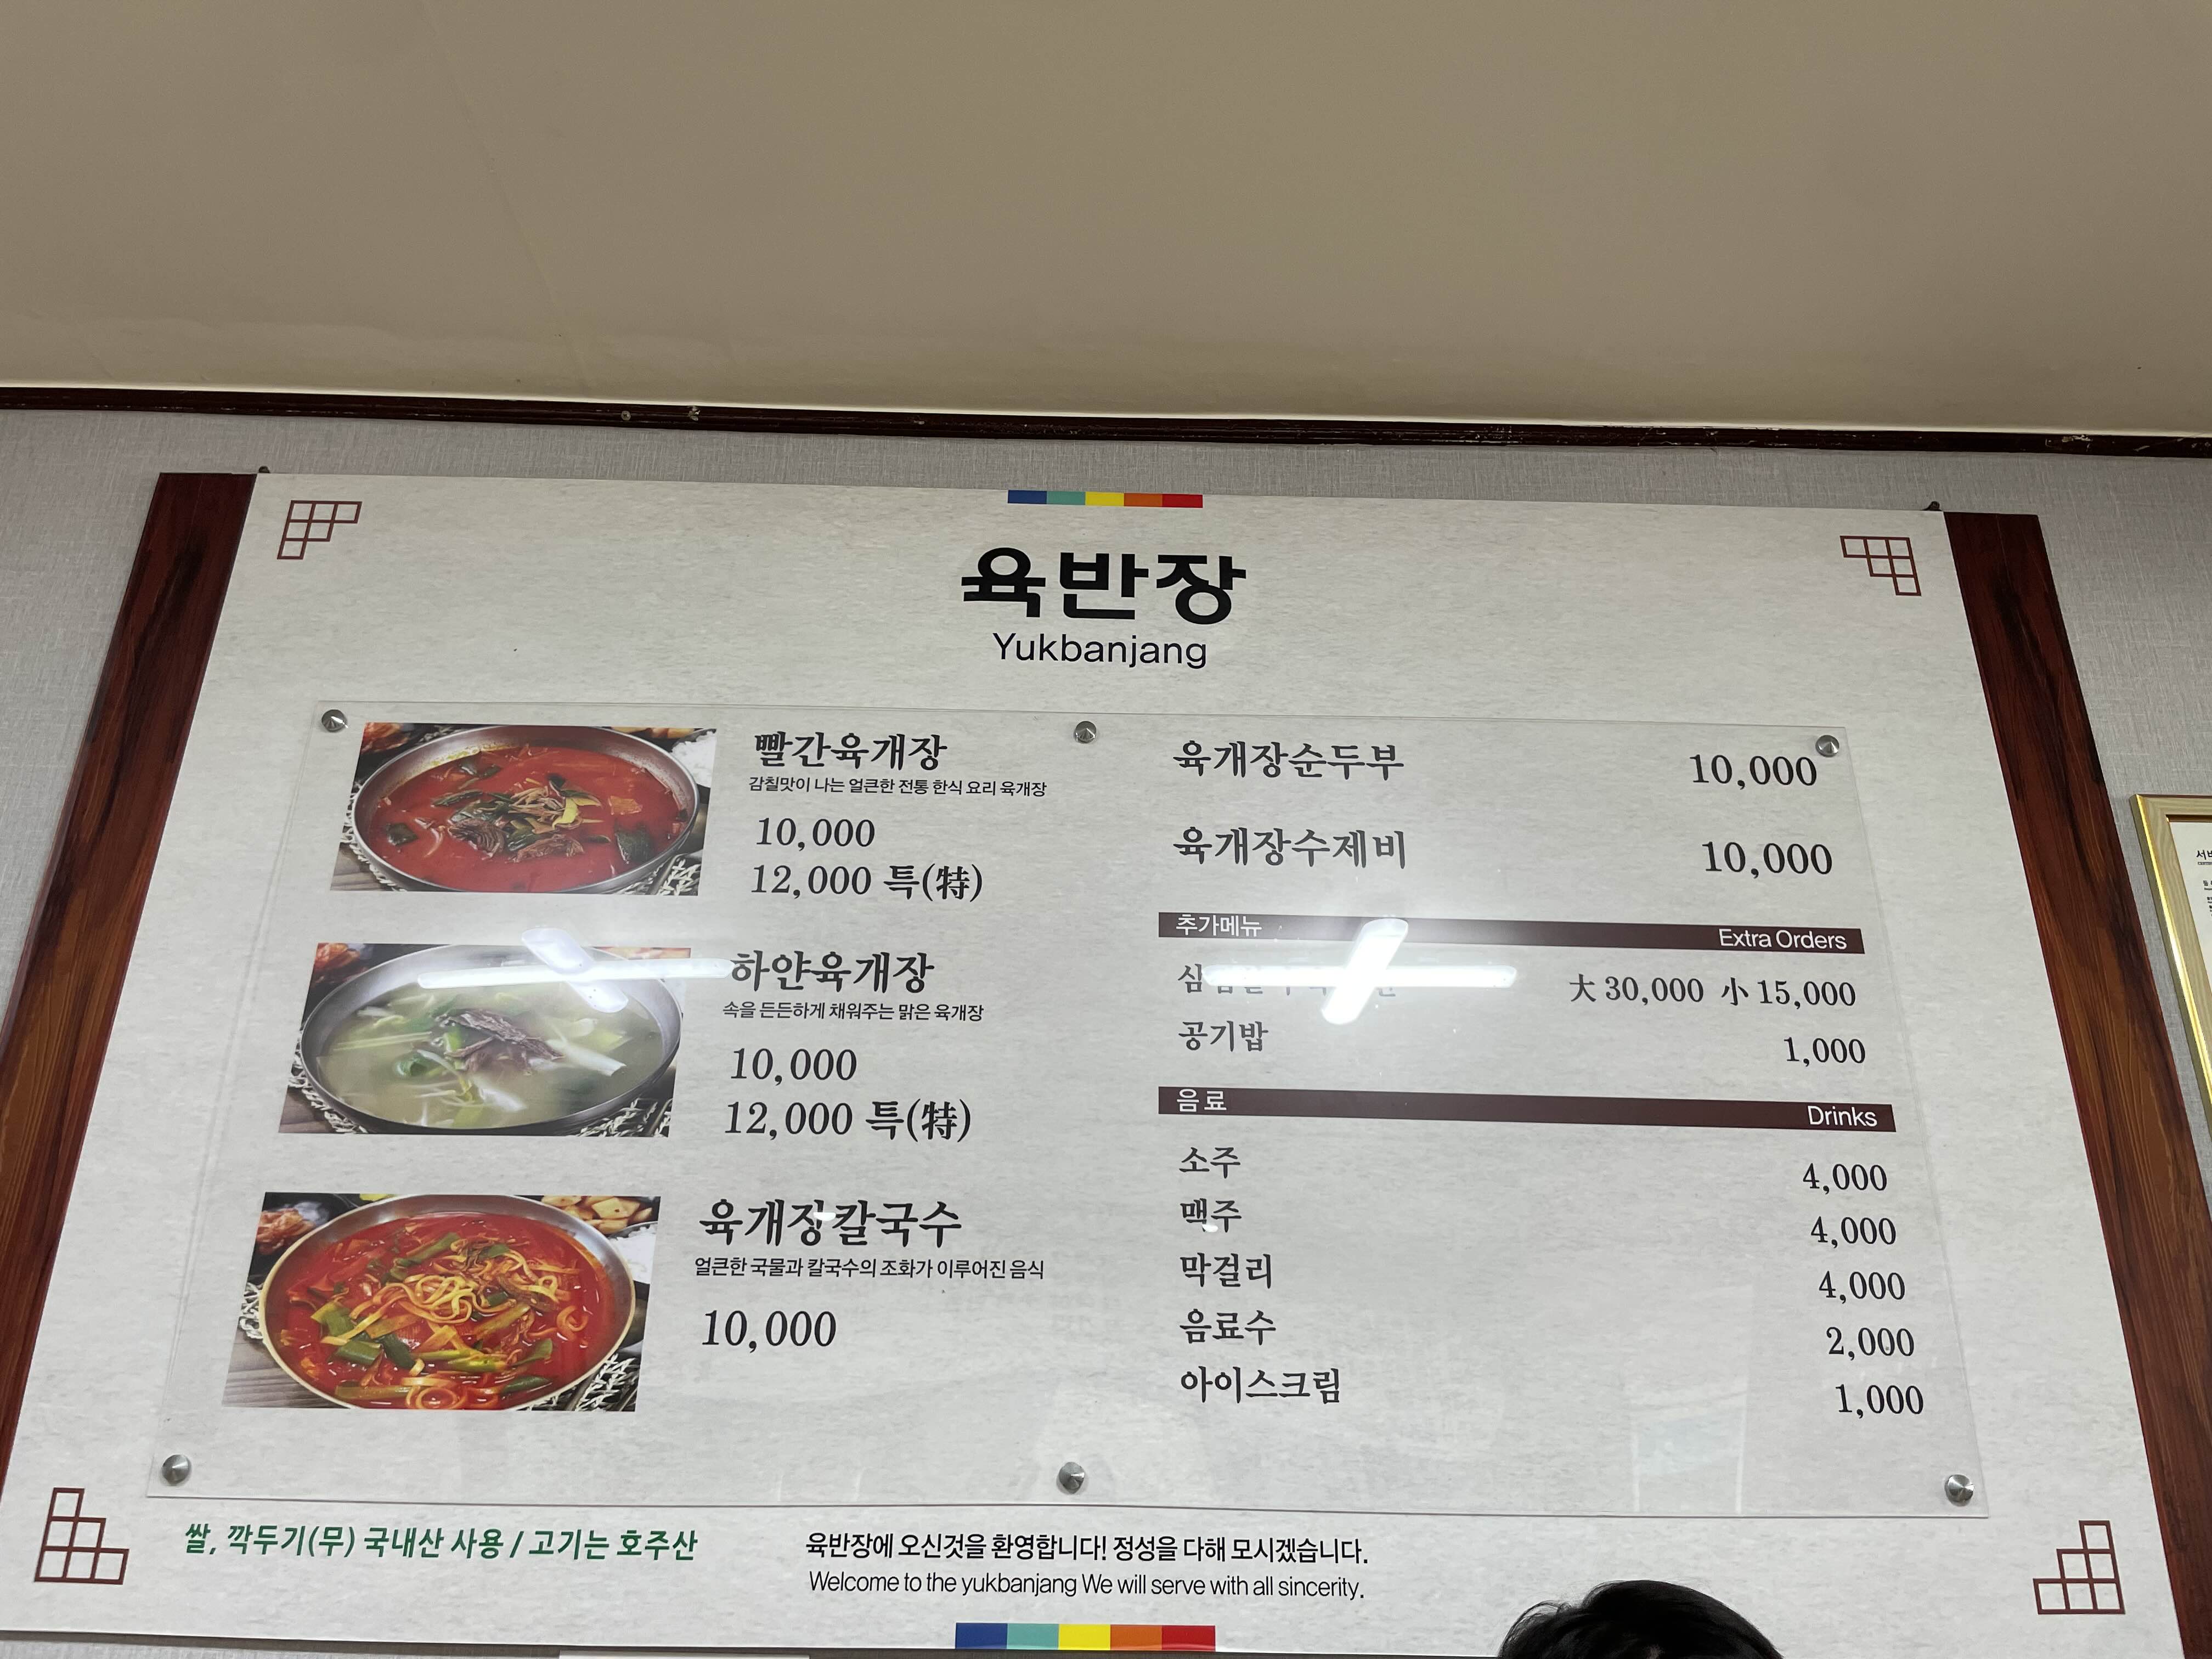 육반장
Yukbanjang
빨간육개장
감칠맛이 나는 얼큰한 전통 한식 요리 육개장
10,000
12,000 특(特)
하얀육개장
속을 든든하게 채워주는 맑은 육개장
10,000
12,000 특(特)
육개장칼국수
얼큰한 국물과 칼국수의 조화가 이루어진 음식
10,000
육개장순두부 10,000
육개장수제비 10,000
추가메뉴 Extra Orders
大 30,000 小 15,000
공기밥 1,000
음료 Drinks
소주 4,000
맥주 4,000
막걸리 4,000
음료수 2,000
아이스크림 1,000
쌀, 깍두기(무) 국내산 사용 / 고기는 호주산
육반장에 오신것을 환영합니다! 정성을 다해 모시겠습니다.
Welcome to the yukbanjang We will serve with all sincerity.